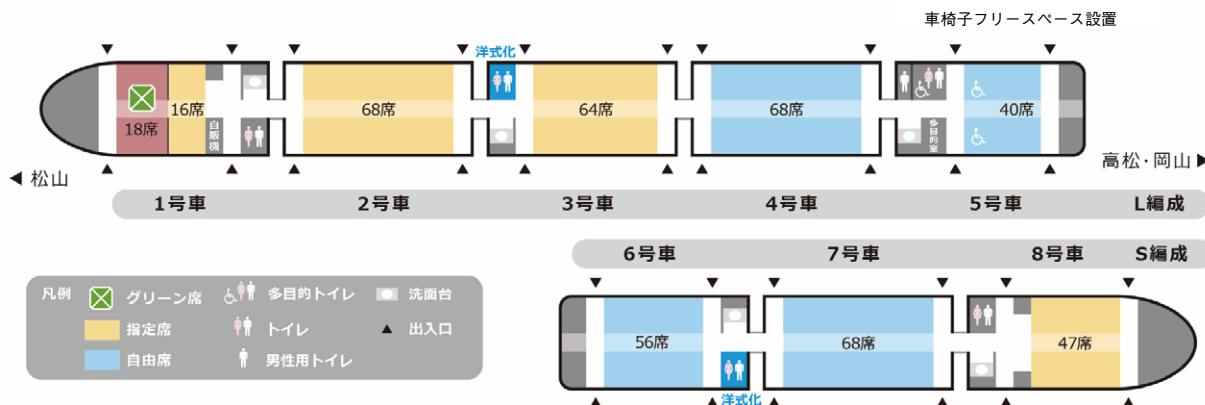 車椅子フリースペース設置
洋式化
18席
16席
自販機
68席
64席
68席
多目的室
40席
◀ 松山
高松・岡山 ▶
1号車 2号車 3号車 4号車 5号車 L編成
6号車 7号車 8号車 S編成
凡例
グリーン席
多目的トイレ
洗面台
指定席
トイレ
▲ 出入口
自由席
男性用トイレ
56席
68席
47席
洋式化